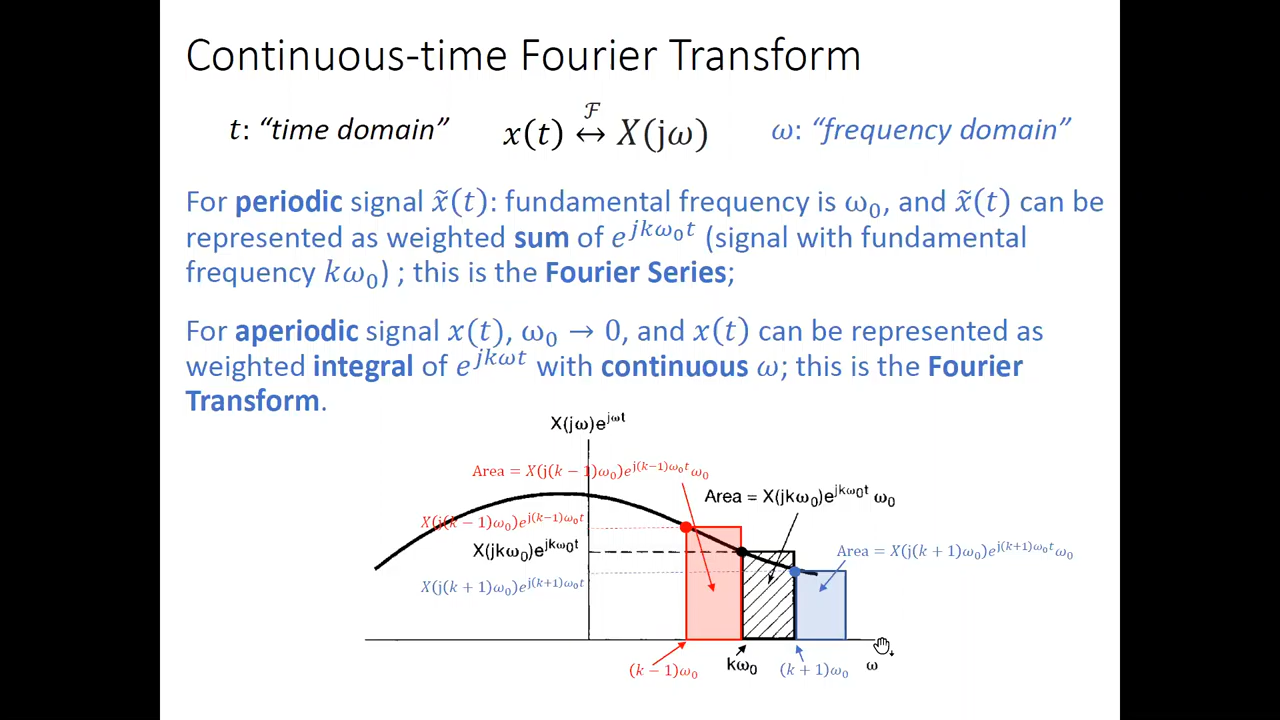 Continuous-time Fourier Transform
t: “time domain” x(t) ℱ↔ X(jω) ω: “frequency domain”
For periodic signal x̃(t): fundamental frequency is ω₀, and x̃(t) can be
represented as weighted sum of e^{jkω₀t} (signal with fundamental
frequency kω₀) ; this is the Fourier Series;
For aperiodic signal x(t), ω₀ → 0, and x(t) can be represented as
weighted integral of e^{jkωt} with continuous ω; this is the Fourier
Transform.
X(jω)e^{jωt}
Area = X(j(k − 1)ω₀)e^{j(k−1)ω₀t}ω₀
Area = X(jkω₀)e^{jkω₀t} ω₀
X(j(k − 1)ω₀)e^{j(k−1)ω₀t}
X(jkω₀)e^{jkω₀t}
Area = X(j(k + 1)ω₀)e^{j(k+1)ω₀t}ω₀
X(j(k + 1)ω₀)e^{j(k+1)ω₀t}
(k − 1)ω₀ kω₀ (k + 1)ω₀ ω